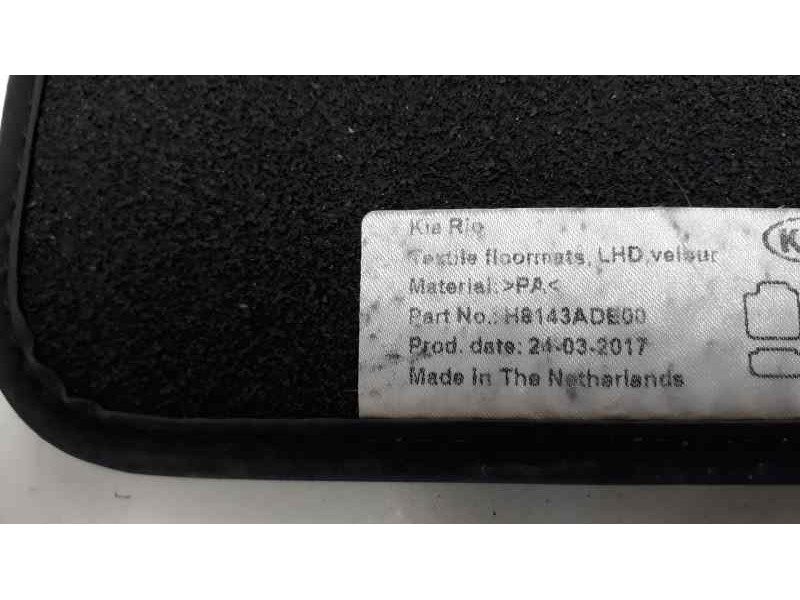 Kia Rio
Textile floormats, LHD, velour
Material: >PA<
Part No.: H8143ADE00
Prod. date: 24-03-2017
Made In The Netherlands